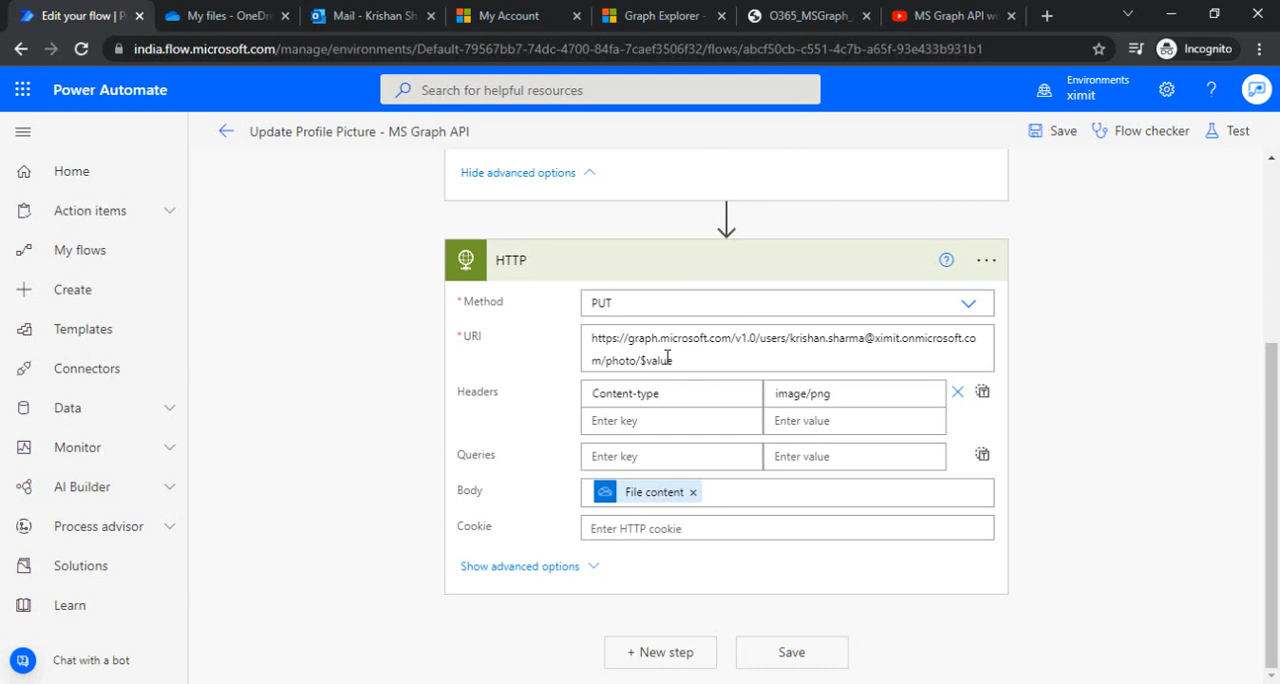 Edit your flow | P
My files - OneDr
Mail - Krishan Sh
My Account
Graph Explorer -
O365_MSGraph_
MS Graph API wo
india.flow.microsoft.com/manage/environments/Default-79567bb7-74dc-4700-84fa-7caef3506f32/flows/abcf50cb-c551-4c7b-a65f-93e433b931b1
Incognito
Power Automate
Search for helpful resources
Environments
ximit
Update Profile Picture - MS Graph API
Save
Flow checker
Test
Home
Action items
My flows
Create
Templates
Connectors
Data
Monitor
AI Builder
Process advisor
Solutions
Learn
Chat with a bot
Hide advanced options
HTTP
* Method
PUT
* URI
https://graph.microsoft.com/v1.0/users/krishan.sharma@ximit.onmicrosoft.co
m/photo/$value
Headers
Content-type
image/png
Enter key
Enter value
Queries
Enter key
Enter value
Body
File content
Cookie
Enter HTTP cookie
Show advanced options
+ New step
Save